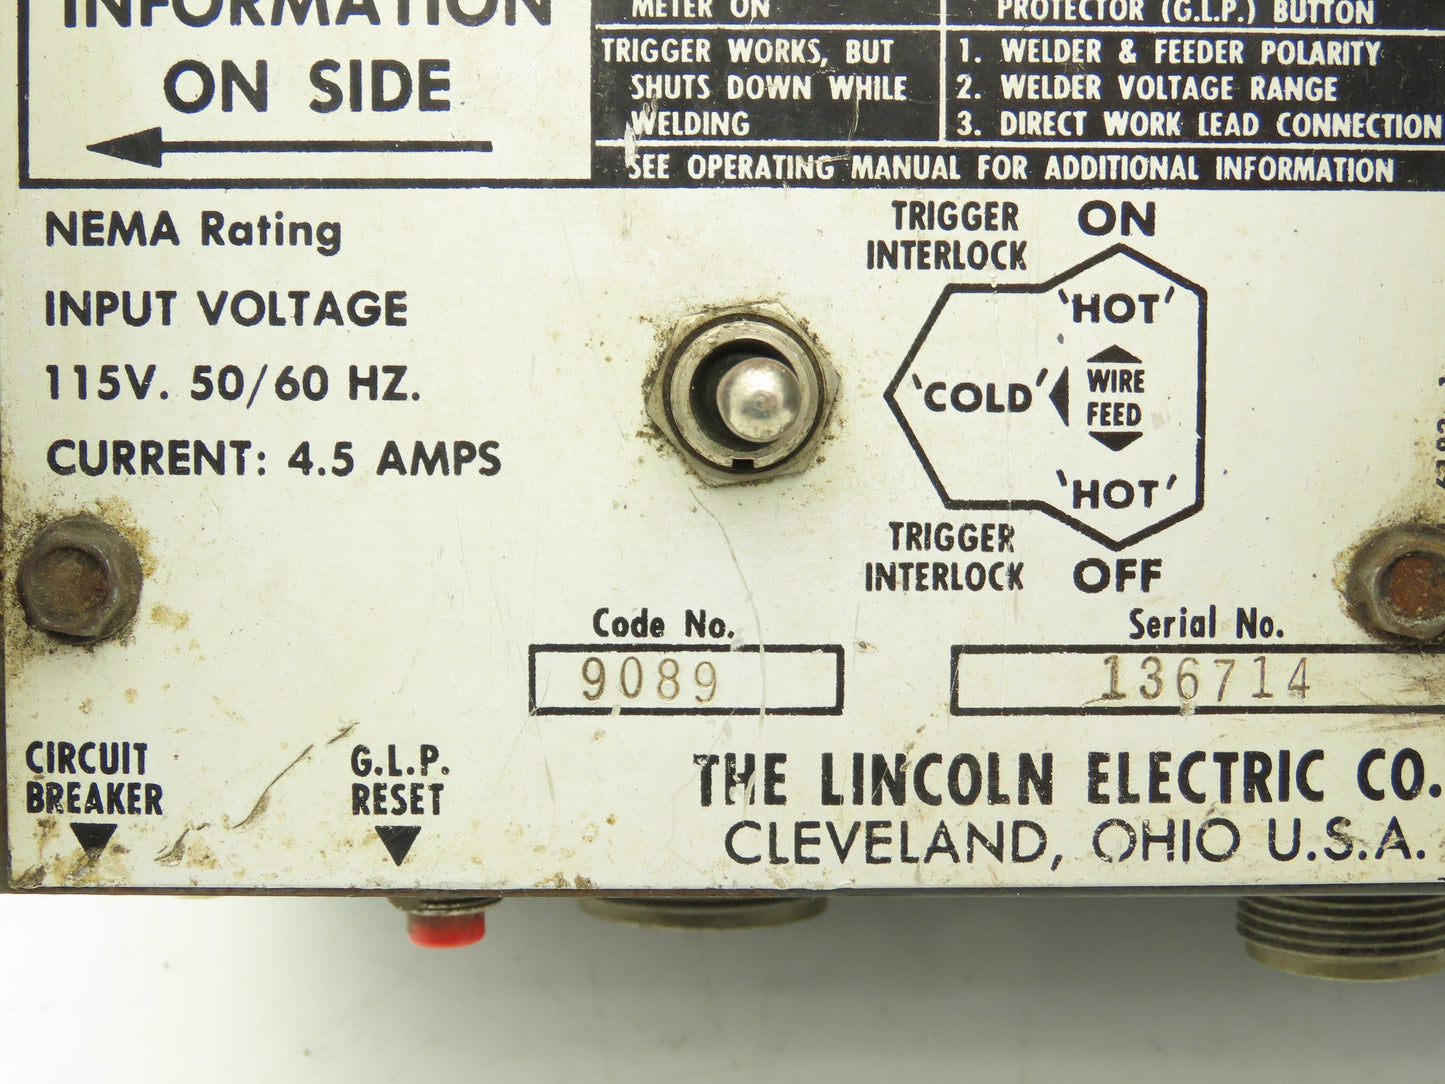 INFORMATION
ON SIDE
METER ON
PROTECTOR (G.L.P.) BUTTON
TRIGGER WORKS, BUT
SHUTS DOWN WHILE
WELDING
1. WELDER & FEEDER POLARITY
2. WELDER VOLTAGE RANGE
3. DIRECT WORK LEAD CONNECTION
SEE OPERATING MANUAL FOR ADDITIONAL INFORMATION
NEMA Rating
INPUT VOLTAGE
115V. 50/60 HZ.
CURRENT: 4.5 AMPS
TRIGGER
INTERLOCK
ON
'HOT'
'COLD'
WIRE
FEED
'HOT'
TRIGGER
INTERLOCK
OFF
Code No.
9089
Serial No.
136714
CIRCUIT
BREAKER
G.L.P.
RESET
THE LINCOLN ELECTRIC CO.
CLEVELAND, OHIO U.S.A.